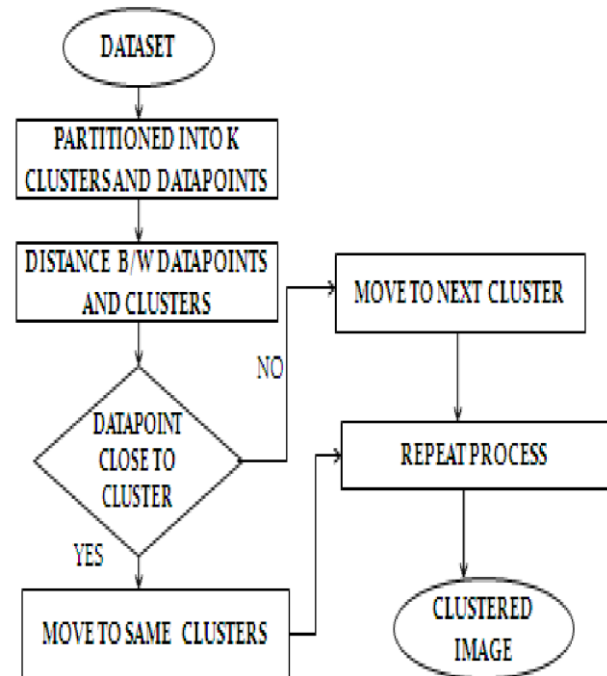 DATASET
PARTITIONED INTO K
CLUSTERS AND DATAPOINTS
DISTANCE B/W DATAPOINTS
AND CLUSTERS
MOVE TO NEXT CLUSTER
NO
DATAPOINT
CLOSE TO
CLUSTER
REPEAT PROCESS
YES
MOVE TO SAME CLUSTERS
CLUSTERED
IMAGE